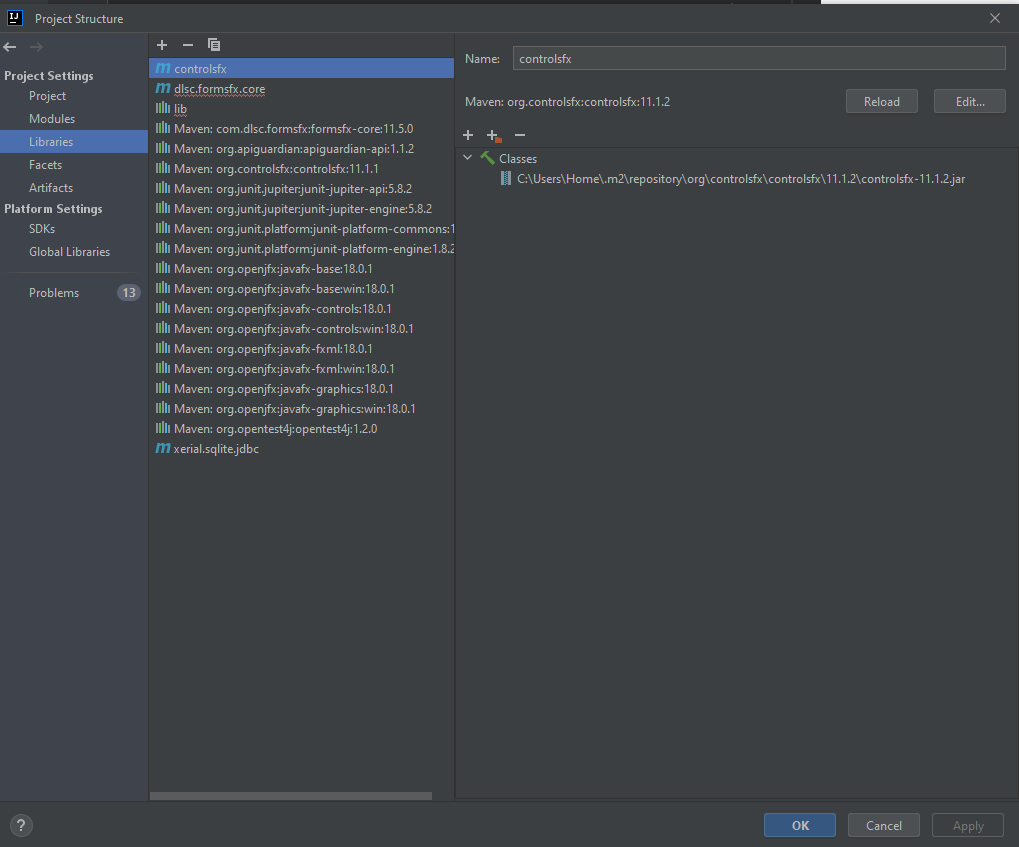 Project Structure
Project Settings
Project
Modules
Libraries
Facets
Artifacts
Platform Settings
SDKs
Global Libraries
Problems 13
controlsfx
dlsc.formsfx.core
lib
Maven: com.dlsc.formsfx:formsfx-core:11.5.0
Maven: org.apiguardian:apiguardian-api:1.1.2
Maven: org.controlsfx:controlsfx:11.1.1
Maven: org.junit.jupiter:junit-jupiter-api:5.8.2
Maven: org.junit.jupiter:junit-jupiter-engine:5.8.2
Maven: org.junit.platform:junit-platform-commons:1
Maven: org.junit.platform:junit-platform-engine:1.8.2
Maven: org.openjfx:javafx-base:18.0.1
Maven: org.openjfx:javafx-base:win:18.0.1
Maven: org.openjfx:javafx-controls:18.0.1
Maven: org.openjfx:javafx-controls:win:18.0.1
Maven: org.openjfx:javafx-fxml:18.0.1
Maven: org.openjfx:javafx-fxml:win:18.0.1
Maven: org.openjfx:javafx-graphics:18.0.1
Maven: org.openjfx:javafx-graphics:win:18.0.1
Maven: org.opentest4j:opentest4j:1.2.0
xerial.sqlite.jdbc
Name: controlsfx
Maven: org.controlsfx:controlsfx:11.1.2 Reload Edit...
Classes
C:\Users\Home\.m2\repository\org\controlsfx\controlsfx\11.1.2\controlsfx-11.1.2.jar
? OK Cancel Apply